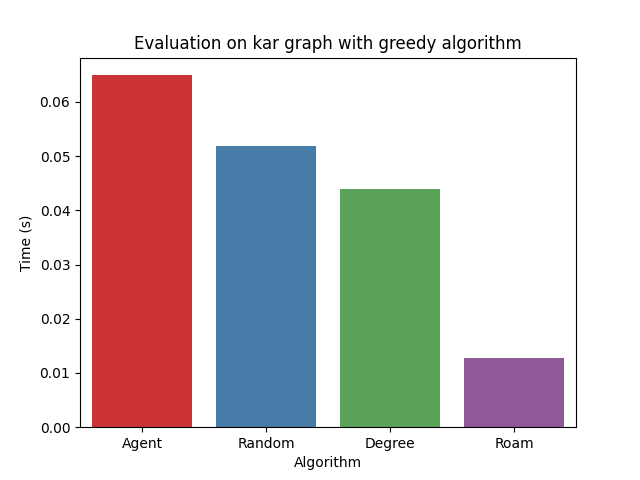 Evaluation on kar graph with greedy algorithm
Time (s)
0.06
0.05
0.04
0.03
0.02
0.01
0.00
Agent Random Degree Roam
Algorithm